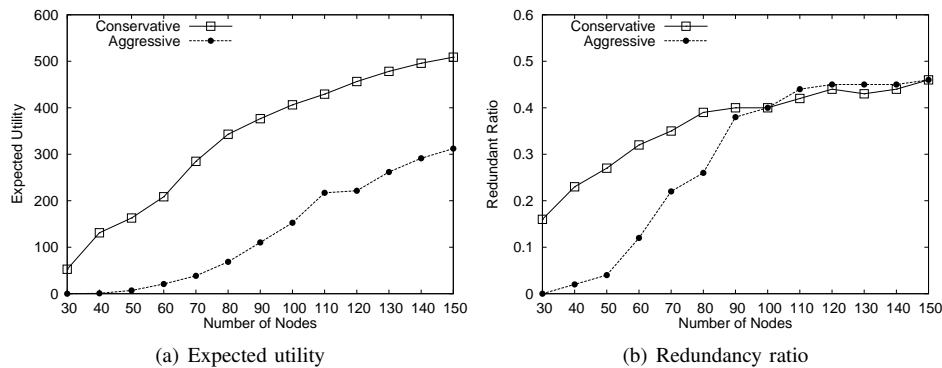 600
500
400
300
200
100
0
Expected Utility
Conservative
Aggressive
30 40 50 60 70 80 90 100 110 120 130 140 150
Number of Nodes
(a) Expected utility
0.6
0.5
0.4
0.3
0.2
0.1
0
Redundant Ratio
Conservative
Aggressive
30 40 50 60 70 80 90 100 110 120 130 140 150
Number of Nodes
(b) Redundancy ratio